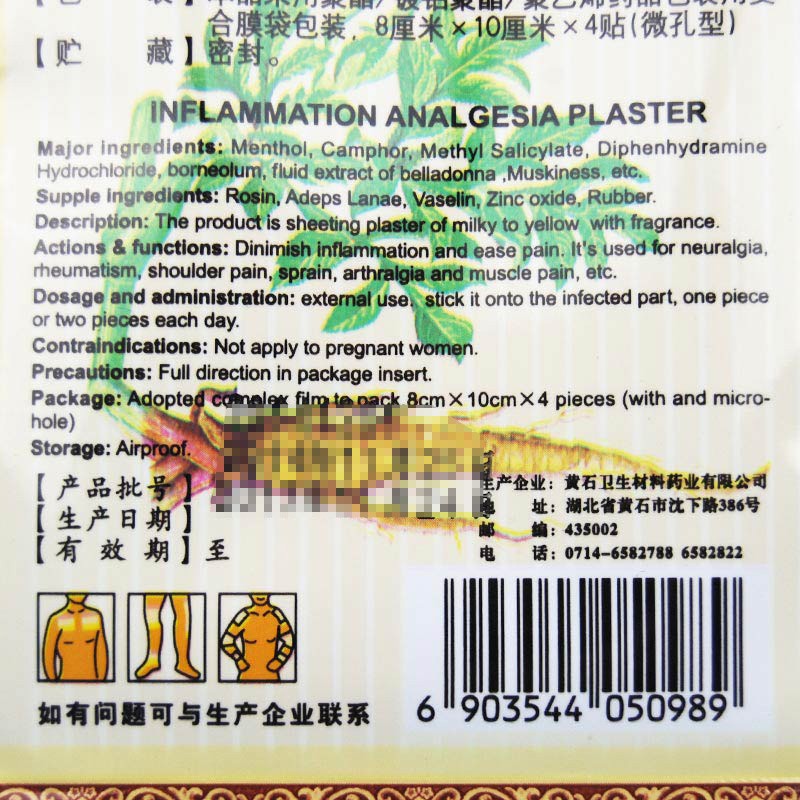 合膜袋包装，8厘米×10厘米×4贴(微孔型)
【贮 藏】密封。
INFLAMMATION ANALGESIA PLASTER
Major ingredients: Menthol, Camphor, Methyl Salicylate, Diphenhydramine
Hydrochloride, borneolum, fluid extract of belladonna ,Muskiness, etc.
Supple ingredients: Rosin, Adeps Lanae, Vaselin, Zinc oxide, Rubber.
Description: The product is sheeting plaster of milky to yellow with fragrance.
Actions & functions: Dinimish inflammation and ease pain. It's used for neuralgia,
rheumatism, shoulder pain, sprain, arthralgia and muscle pain, etc.
Dosage and administration: external use, stick it onto the infected part, one piece
or two pieces each day.
Contraindications: Not apply to pregnant women.
Precautions: Full direction in package insert.
Package: Adopted complex film to pack 8cm×10cm×4 pieces (with and micro-
hole)
Storage: Airproof.
【产品批号】
【生产日期】
【有 效 期】至
生产企业：黄石卫生材料药业有限公司
地 址：湖北省黄石市沈下路386号
邮 编：435002
电 话：0714-6582788 6582822
如有问题可与生产企业联系
6 903544 050989